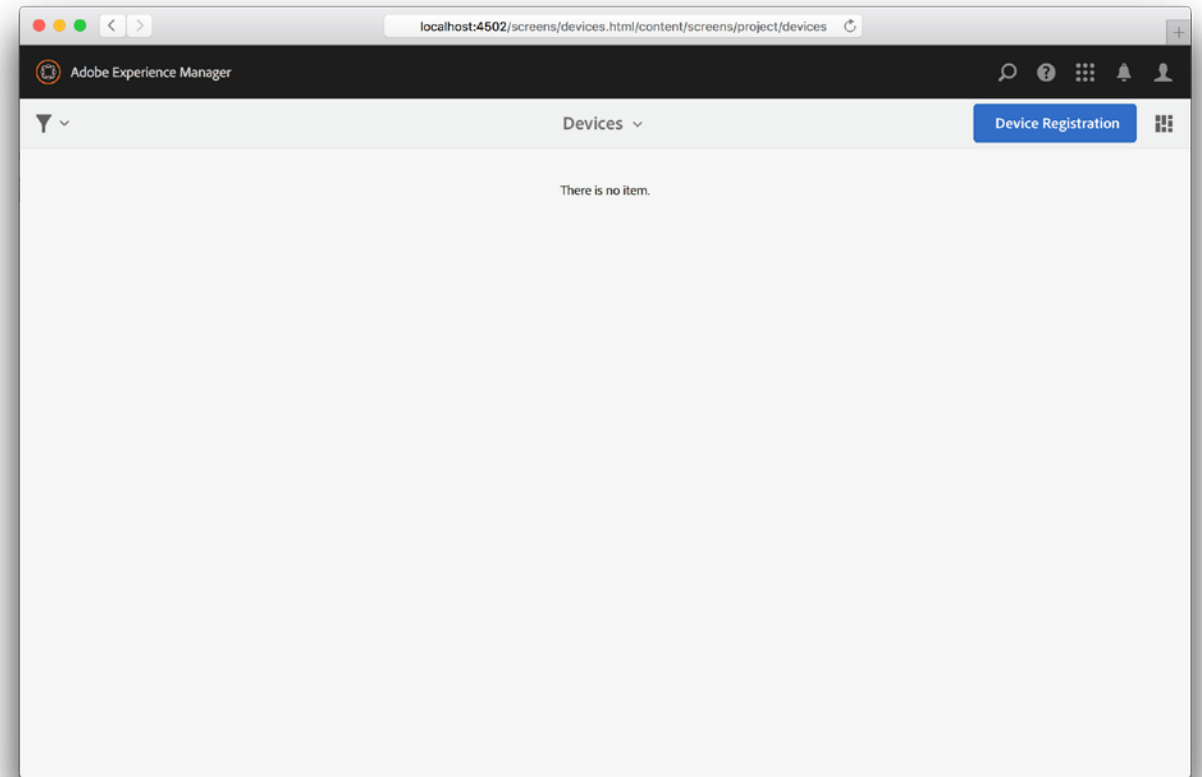 localhost:4502/screens/devices.html/content/screens/project/devices
Adobe Experience Manager
Devices
Device Registration
There is no item.